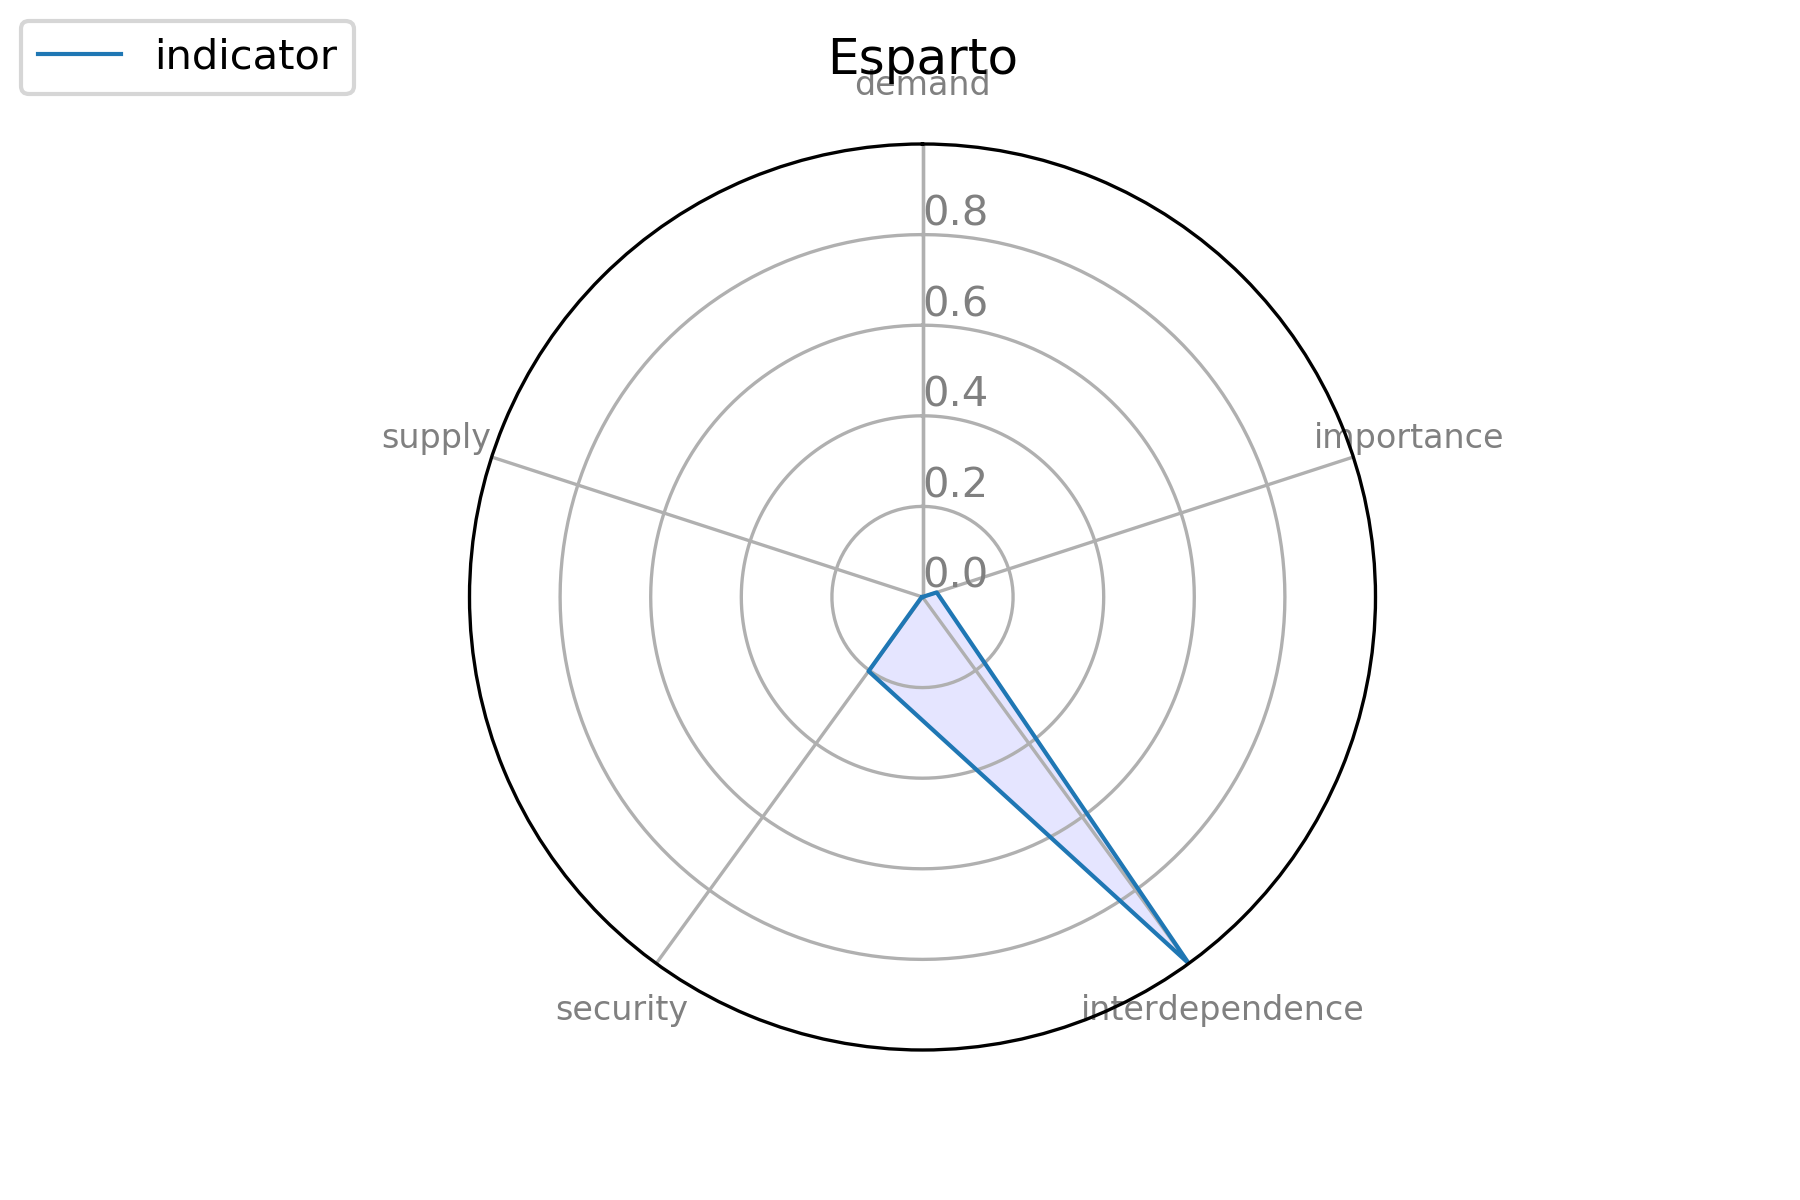 indicator
Esparto
demand
0.8
0.6
0.4
supply
importance
0.2
0.0
security
interdependence